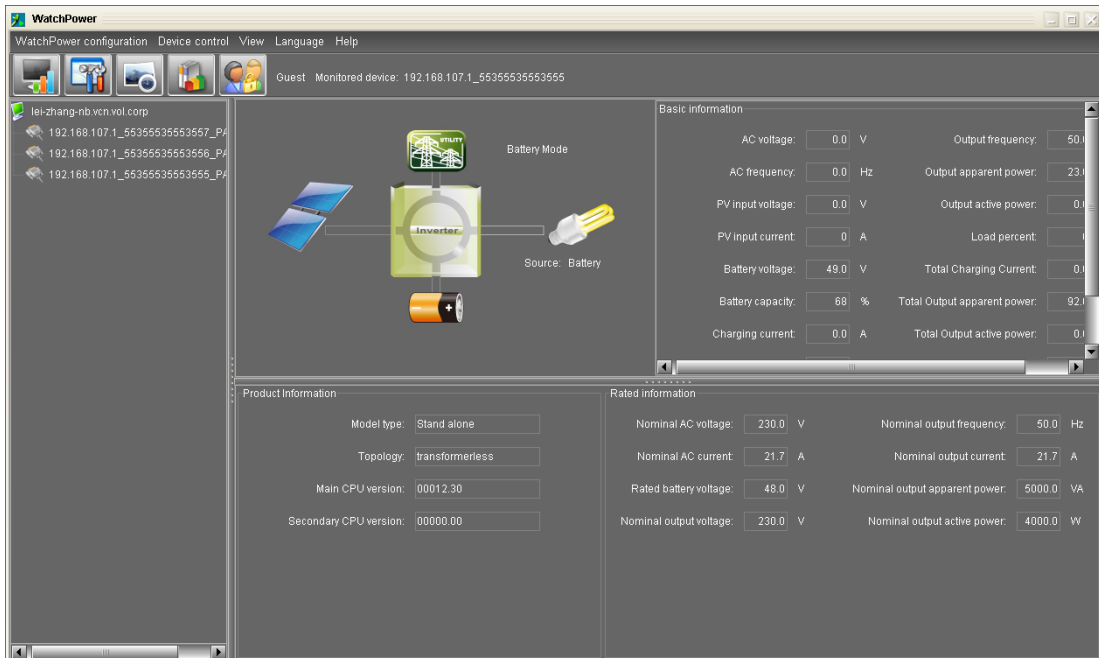 WatchPower
WatchPower configuration Device control View Language Help
Guest Monitored device: 192.168.107.1_55355535553555
lei-zhang-nb.vcn.vol.corp
192.168.107.1_55355535553557_PA
192.168.107.1_55355535553556_PA
192.168.107.1_55355535553555_PA
UTILITY
Battery Mode
Inverter
Source: Battery
Basic information
AC voltage: 0.0 V Output frequency: 50.
AC frequency: 0.0 Hz Output apparent power: 23.
PV input voltage: 0.0 V Output active power: 0.
PV input current: 0 A Load percent:
Battery voltage: 49.0 V Total Charging Current: 0.
Battery capacity: 68 % Total Output apparent power: 92.
Charging current: 0.0 A Total Output active power: 0.
Product Information
Model type: Stand alone
Topology: transformerless
Main CPU version: 00012.30
Secondary CPU version: 00000.00
Rated information
Nominal AC voltage: 230.0 V Nominal output frequency: 50.0 Hz
Nominal AC current: 21.7 A Nominal output current: 21.7 A
Rated battery voltage: 48.0 V Nominal output apparent power: 5000.0 VA
Nominal output voltage: 230.0 V Nominal output active power: 4000.0 W